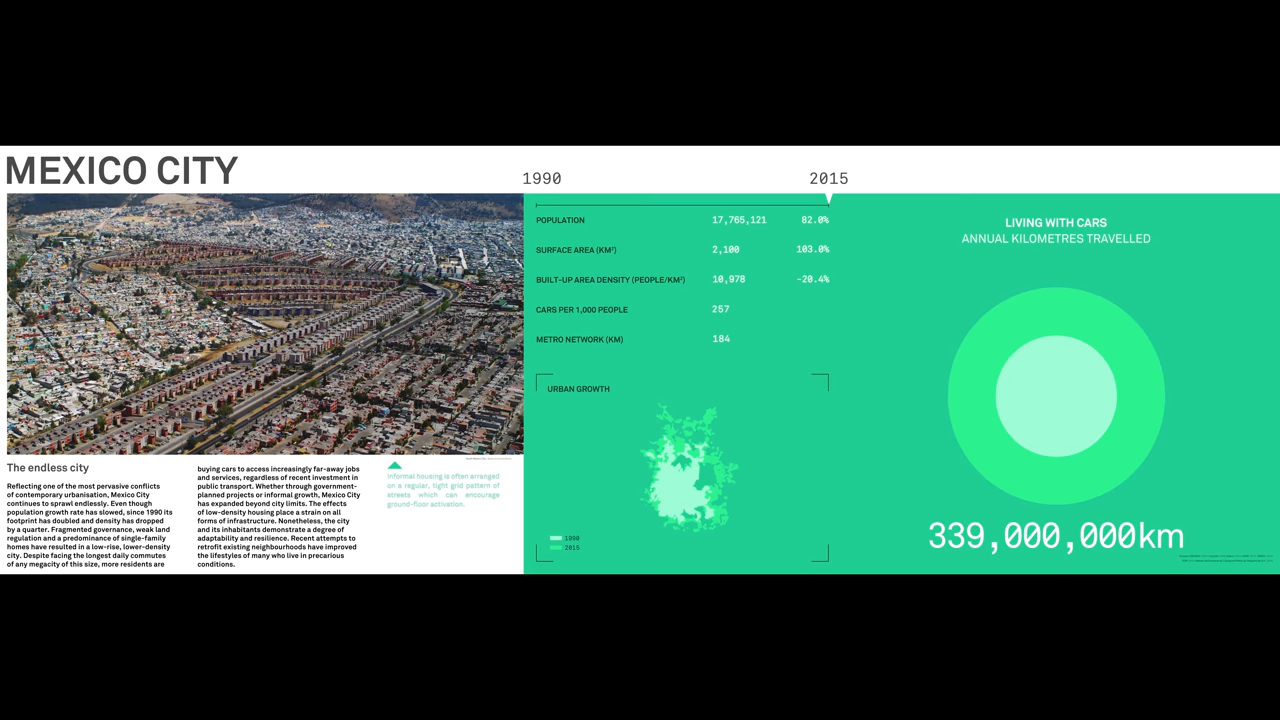 MEXICO CITY
1990
2015
POPULATION 17,765,121 82.0%
SURFACE AREA (KM²) 2,100 103.0%
BUILT-UP AREA DENSITY (PEOPLE/KM²) 10,978 -20.4%
CARS PER 1,000 PEOPLE 257
METRO NETWORK (KM) 184
URBAN GROWTH
1990
2015
LIVING WITH CARS
ANNUAL KILOMETRES TRAVELLED
339,000,000km
The endless city
Reflecting one of the most pervasive conflicts
of contemporary urbanisation, Mexico City
continues to sprawl endlessly. Even though
population growth rate has slowed, since 1990 its
footprint has doubled and density has dropped
by a quarter. Fragmented governance, weak land
regulation and a predominance of single-family
homes have resulted in a low-rise, lower-density
city. Despite facing the longest daily commutes
of any megacity of this size, more residents are
buying cars to access increasingly far-away jobs
and services, regardless of recent investment in
public transport. Whether through government-
planned projects or informal growth, Mexico City
has expanded beyond city limits. The effects
of low-density housing place a strain on all
forms of infrastructure. Nonetheless, the city
and its inhabitants demonstrate a degree of
adaptability and resilience. Recent attempts to
retrofit existing neighbourhoods have improved
the lifestyles of many who live in precarious
conditions.
Informal housing is often arranged
on a regular, tight grid pattern of
streets which can encourage
ground-floor activation.